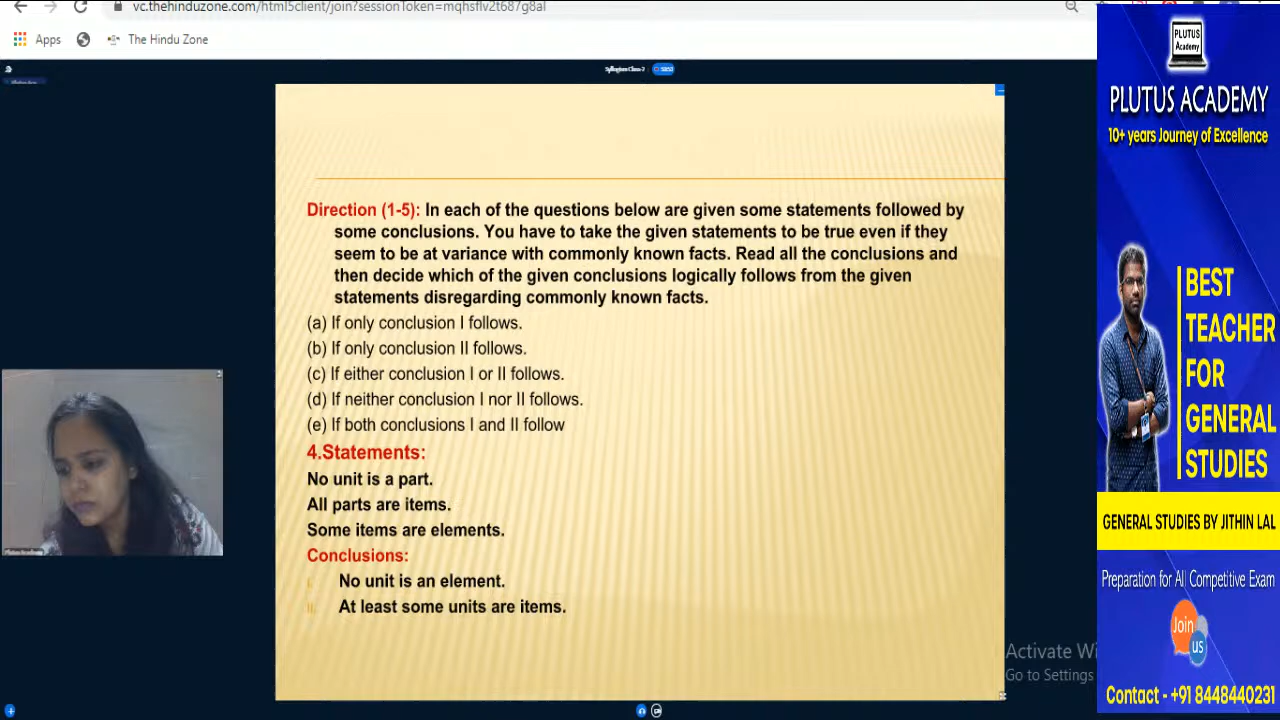 vc.thehinduzone.com/html5client/join?sessionToken=mqhsflv2t687g8al
Apps
The Hindu Zone
Syllogism Class-2
PLUTUS
Academy
PLUTUS ACADEMY
10+ years Journey of Excellence
Direction (1-5): In each of the questions below are given some statements followed by
some conclusions. You have to take the given statements to be true even if they
seem to be at variance with commonly known facts. Read all the conclusions and
then decide which of the given conclusions logically follows from the given
statements disregarding commonly known facts.
(a) If only conclusion I follows.
(b) If only conclusion II follows.
(c) If either conclusion I or II follows.
(d) If neither conclusion I nor II follows.
(e) If both conclusions I and II follow
4.Statements:
No unit is a part.
All parts are items.
Some items are elements.
Conclusions:
I. No unit is an element.
II. At least some units are items.
BEST
TEACHER
FOR
GENERAL
STUDIES
GENERAL STUDIES BY JITHIN LAL
Preparation for All Competitive Exam
Join
us
Contact - +91 8448440231
Activate Wi
Go to Settings